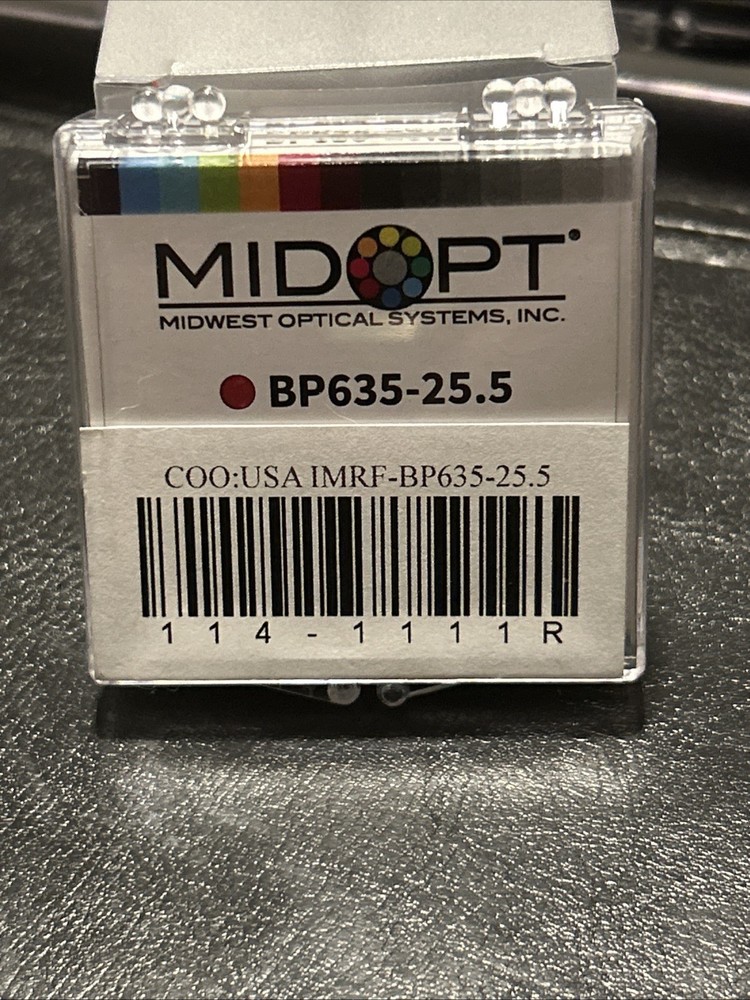 MIDOPT®
MIDWEST OPTICAL SYSTEMS, INC.
BP635-25.5
COO:USA IMRF-BP635-25.5
114-1111R